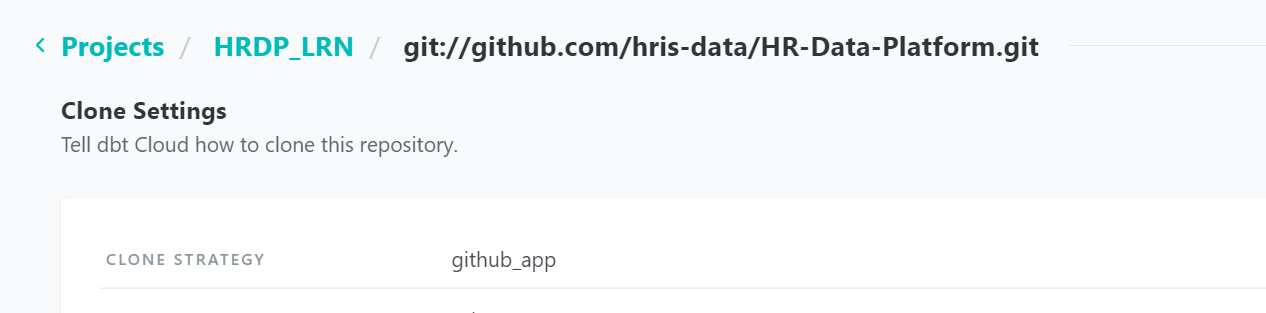 Projects / HRDP_LRN / git://github.com/hris-data/HR-Data-Platform.git
Clone Settings
Tell dbt Cloud how to clone this repository.
CLONE STRATEGY github_app